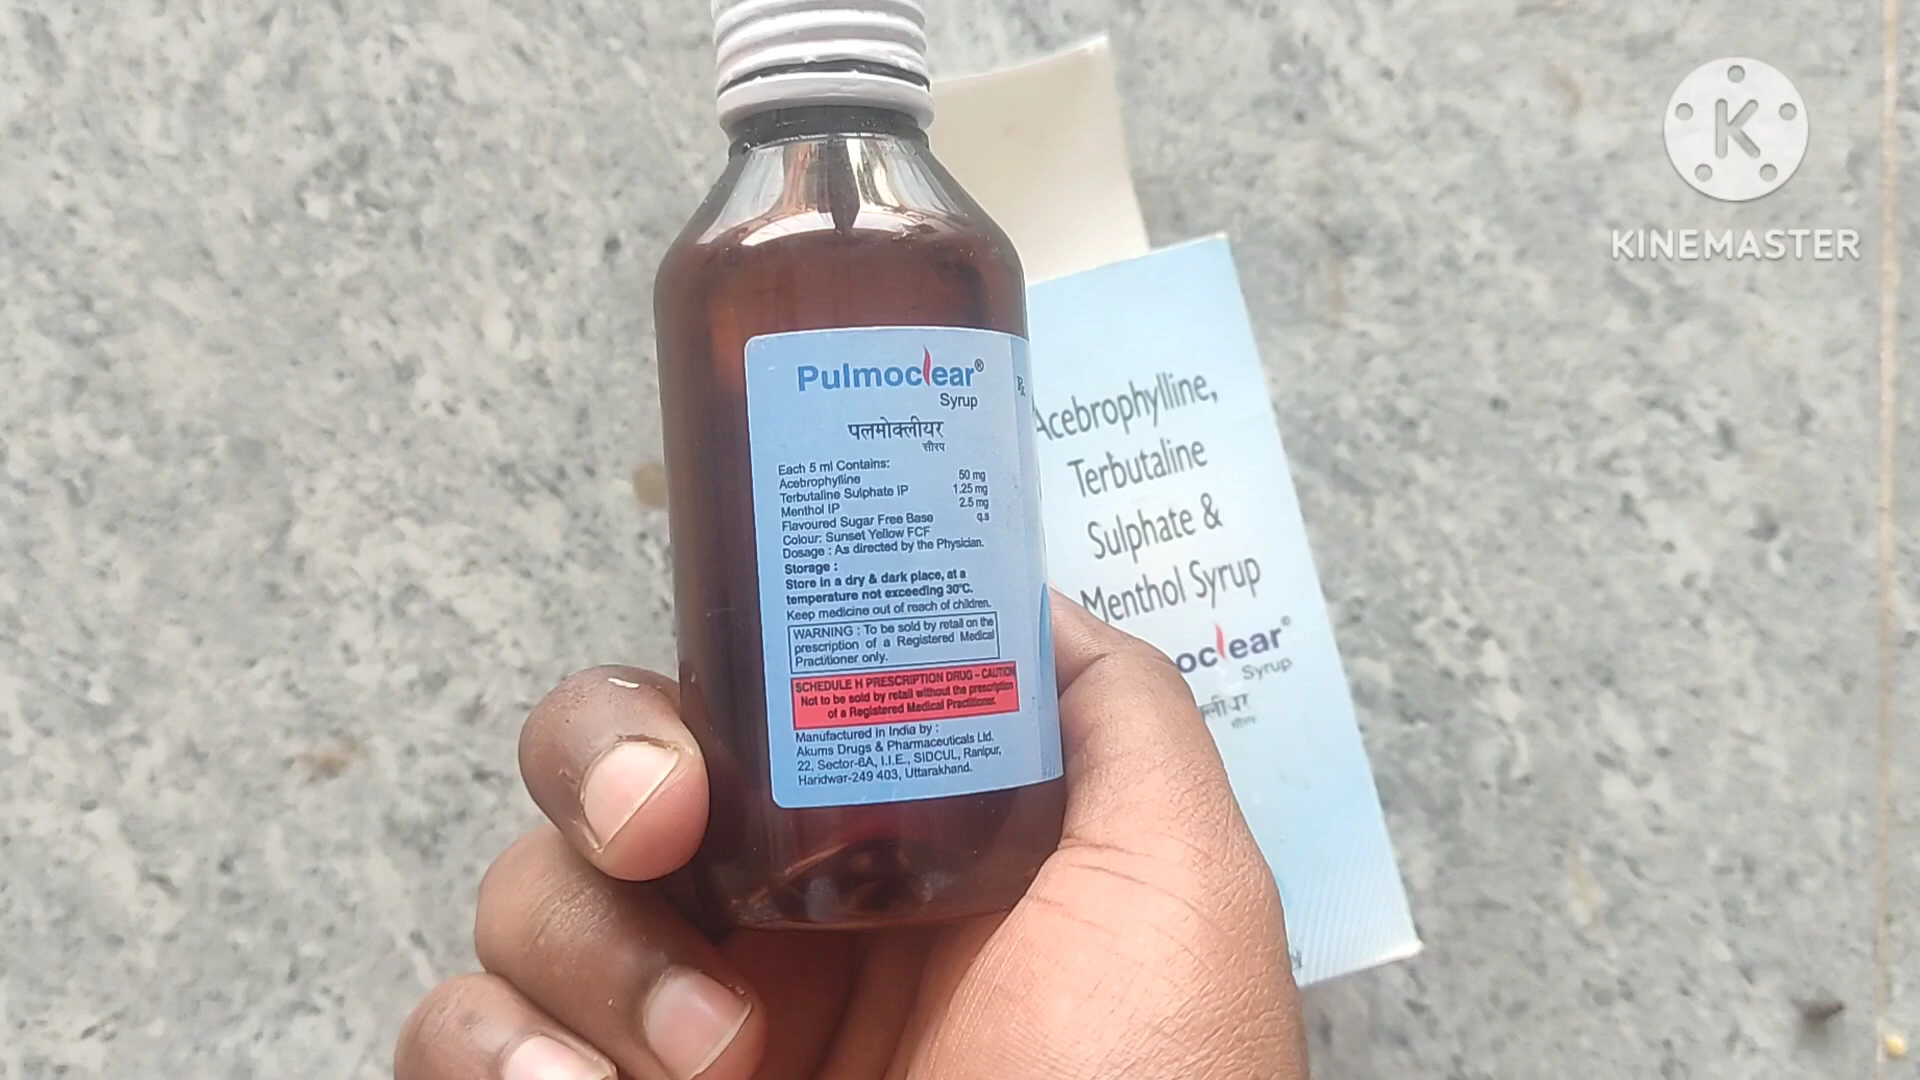 Pulmoclear®
Syrup
पलमोक्लीयर
सीरप
Each 5 ml Contains:
Acebrophylline 50 mg
Terbutaline Sulphate IP 1.25 mg
Menthol IP 2.5 mg
Flavoured Sugar Free Base q.s
Colour: Sunset Yellow FCF
Dosage : As directed by the Physician.
Storage :
Store in a dry & dark place, at a
temperature not exceeding 30°C.
Keep medicine out of reach of children.
WARNING : To be sold by retail on the
prescription of a Registered Medical
Practitioner only.
SCHEDULE H PRESCRIPTION DRUG - CAUTION
Not to be sold by retail without the prescription
of a Registered Medical Practitioner.
Manufactured in India by :
Akums Drugs & Pharmaceuticals Ltd.
22, Sector-6A, I.I.E., SIDCUL, Ranipur,
Haridwar-249 403, Uttarakhand.
Rx
Acebrophylline,
Terbutaline
Sulphate &
Menthol Syrup
oclear®
Syrup
क्लीयर
सीरप
K
KINEMASTER